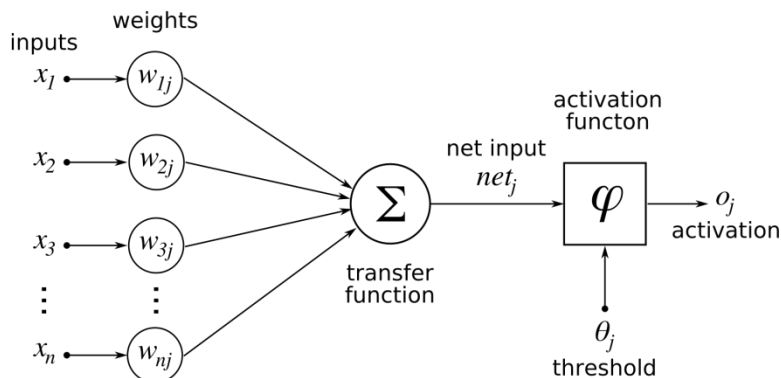 inputs
weights
x₁
w₁ⱼ
x₂
w₂ⱼ
x₃
w₃ⱼ
⋮
⋮
xₙ
wₙⱼ
Σ
transfer
function
net input
netⱼ
activation
functon
φ
oⱼ
activation
θⱼ
threshold